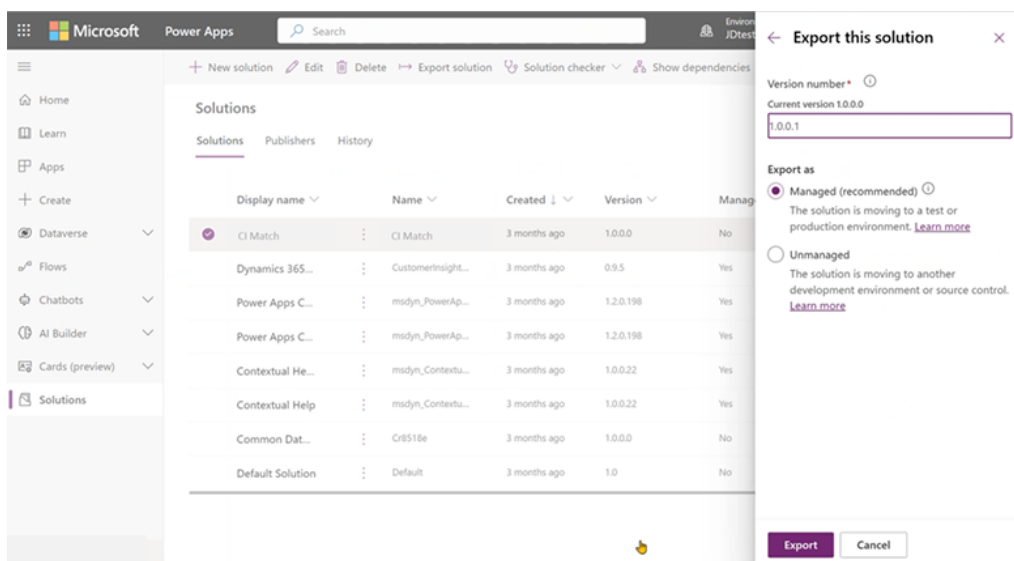 Microsoft Power Apps
Search
Environ
JDtest
New solution Edit Delete Export solution Solution checker Show dependencies
Home
Learn
Apps
Create
Dataverse
Flows
Chatbots
AI Builder
Cards (preview)
Solutions
Solutions
Solutions Publishers History
Display name Name Created Version Manag
CI Match CI Match 3 months ago 1.0.0.0 No
Dynamics 365... CustomerInsight... 3 months ago 0.9.5 Yes
Power Apps C... msdyn_PowerAp... 3 months ago 1.2.0.198 Yes
Power Apps C... msdyn_PowerAp... 3 months ago 1.2.0.198 Yes
Contextual He... msdyn_Contextu... 3 months ago 1.0.0.22 Yes
Contextual Help msdyn_Contextu... 3 months ago 1.0.0.22 Yes
Common Dat... Cr8518e 3 months ago 1.0.0.0 No
Default Solution Default 3 months ago 1.0 No
Export this solution
Version number*
Current version 1.0.0.0
1.0.0.1
Export as
Managed (recommended)
The solution is moving to a test or
production environment. Learn more
Unmanaged
The solution is moving to another
development environment or source control.
Learn more
Export Cancel